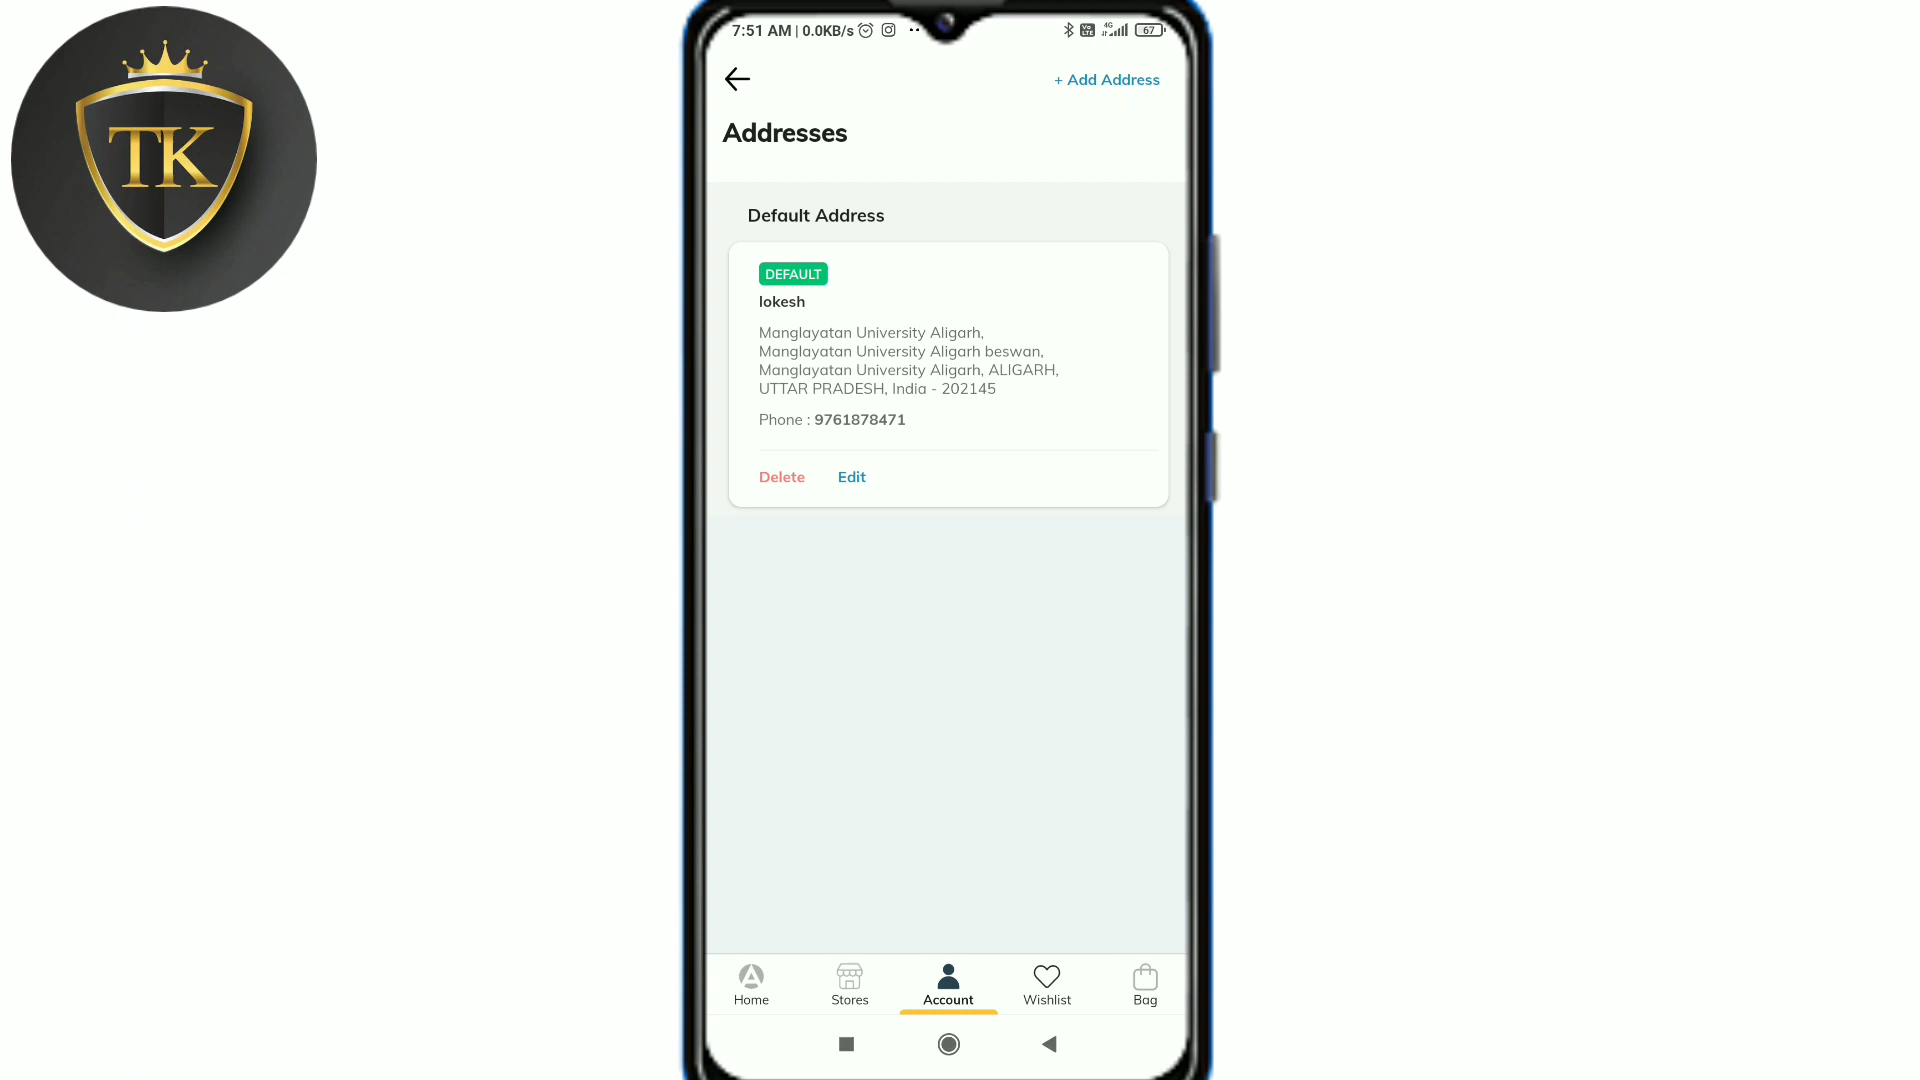 TK
7:51 AM | 0.0KB/s
4G
67
+ Add Address
Addresses
Default Address
DEFAULT
lokesh
Manglayatan University Aligarh,
Manglayatan University Aligarh beswan,
Manglayatan University Aligarh, ALIGARH,
UTTAR PRADESH, India - 202145
Phone : 9761878471
Delete Edit
Home Stores Account Wishlist Bag